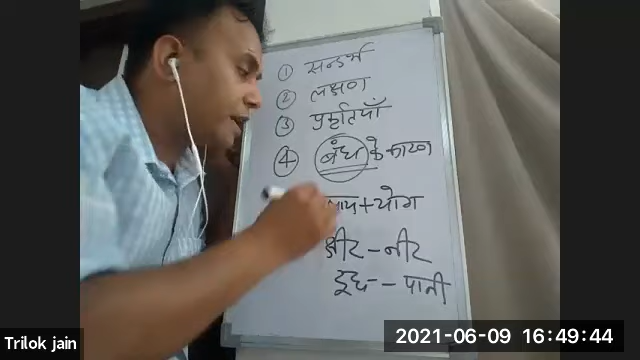 ① सन्दर्भ
② लक्षण
③ प्रकृतियाँ
④ बंध के कारण
+योग
क्षीर - नीर
दूध - पानी
Trilok jain
2021-06-09 16:49:44